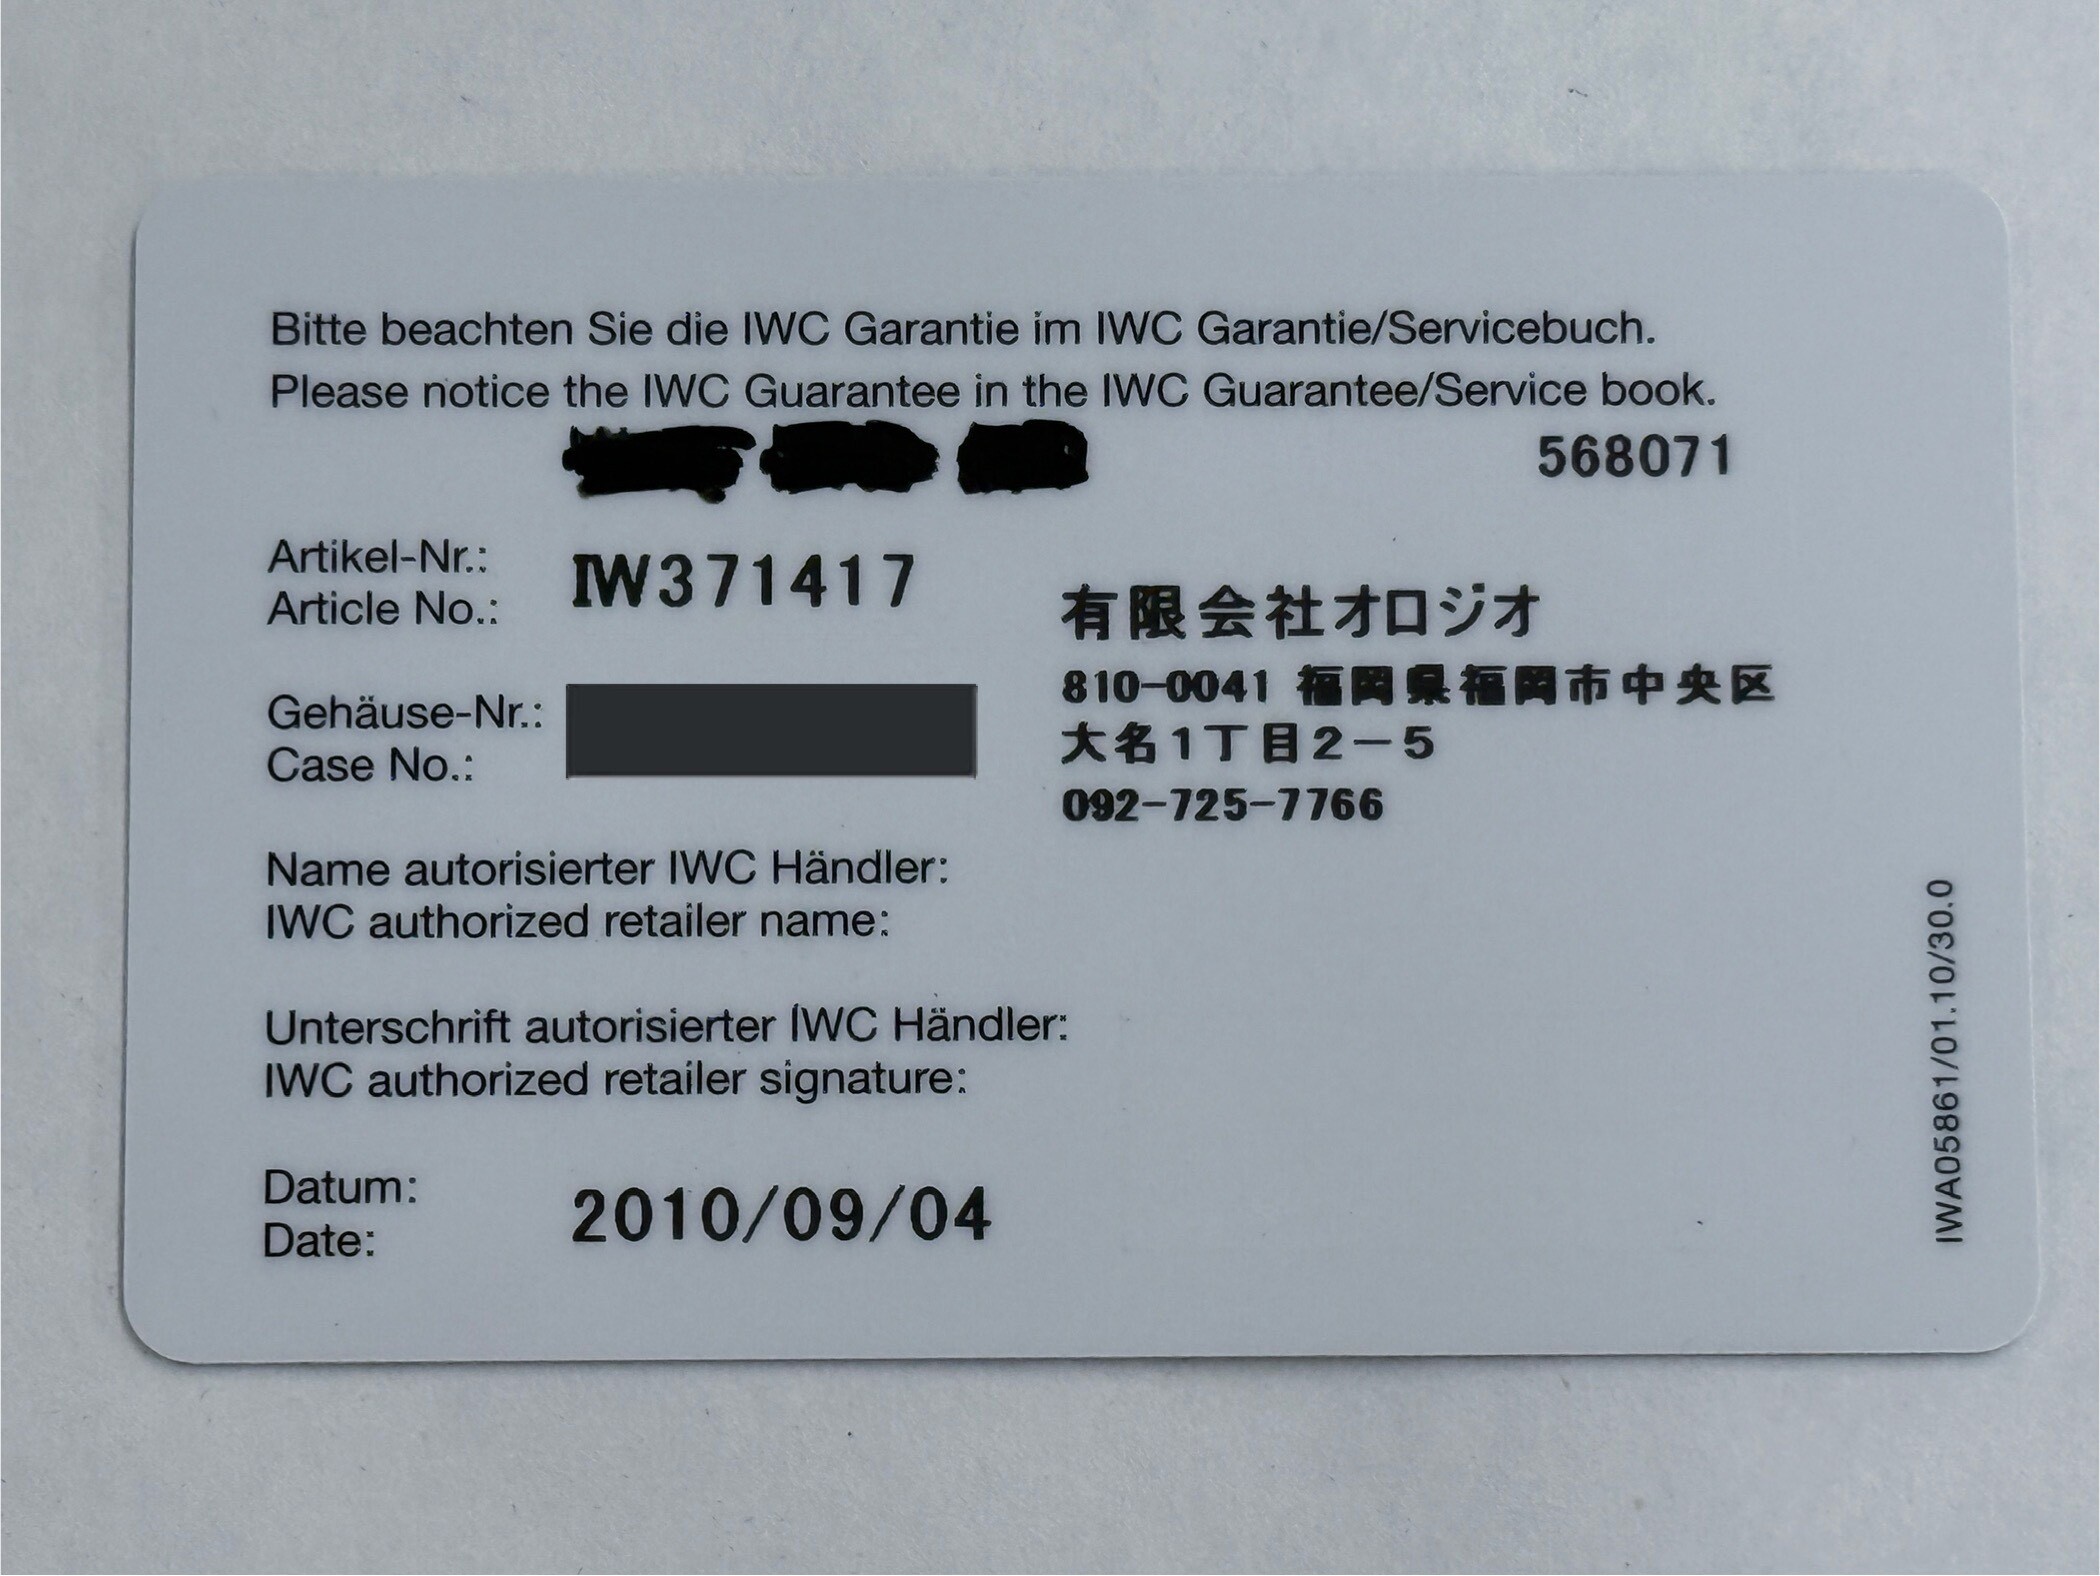 Bitte beachten Sie die IWC Garantie im IWC Garantie/Servicebuch.
Please notice the IWC Guarantee in the IWC Guarantee/Service book.
568071
Artikel-Nr.:
Article No.:
IW371417
有限会社オロジオ
810-0041 福岡県福岡市中央区
大名1丁目2-5
092-725-7766
Gehäuse-Nr.:
Case No.:
Name autorisierter IWC Händler:
IWC authorized retailer name:
Unterschrift autorisierter IWC Händler:
IWC authorized retailer signature:
Datum:
Date:
2010/09/04
IWA05861/01.10/30.0